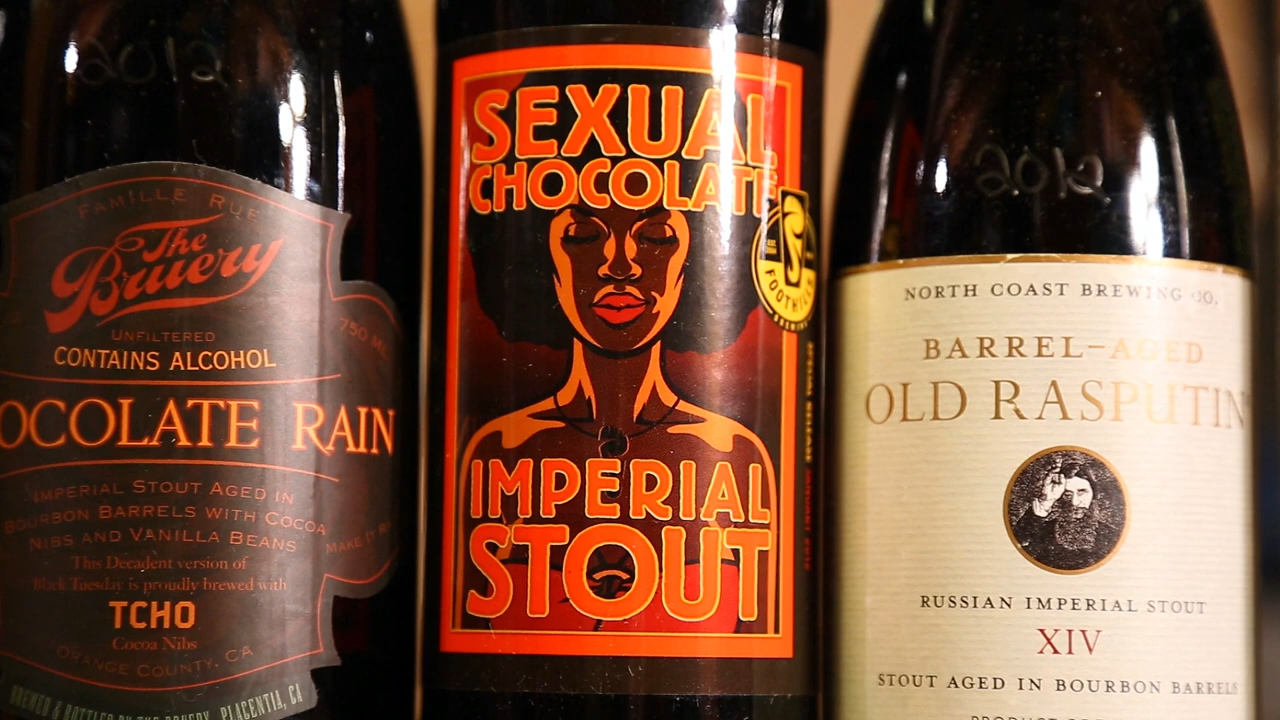 2012
FAMILLE RUE
The
Bruery
UNFILTERED
CONTAINS ALCOHOL
750 ML
OCOLATE RAIN
IMPERIAL STOUT AGED IN
BOURBON BARRELS WITH COCOA
NIBS AND VANILLA BEANS
MAKE IT R
This Decadent version of
Black Tuesday is proudly brewed with
TCHO
Cocoa Nibs
ORANGE COUNTY, CA
BREWED & BOTTLED BY THE BRUERY, PLACENTIA, CA
SEXUAL
CHOCOLATE
FOOTHILLS
BREWING
IMPERIAL
STOUT
2012
NORTH COAST BREWING CO.
BARREL-AGED
OLD RASPUTIN
RUSSIAN IMPERIAL STOUT
XIV
STOUT AGED IN BOURBON BARRELS